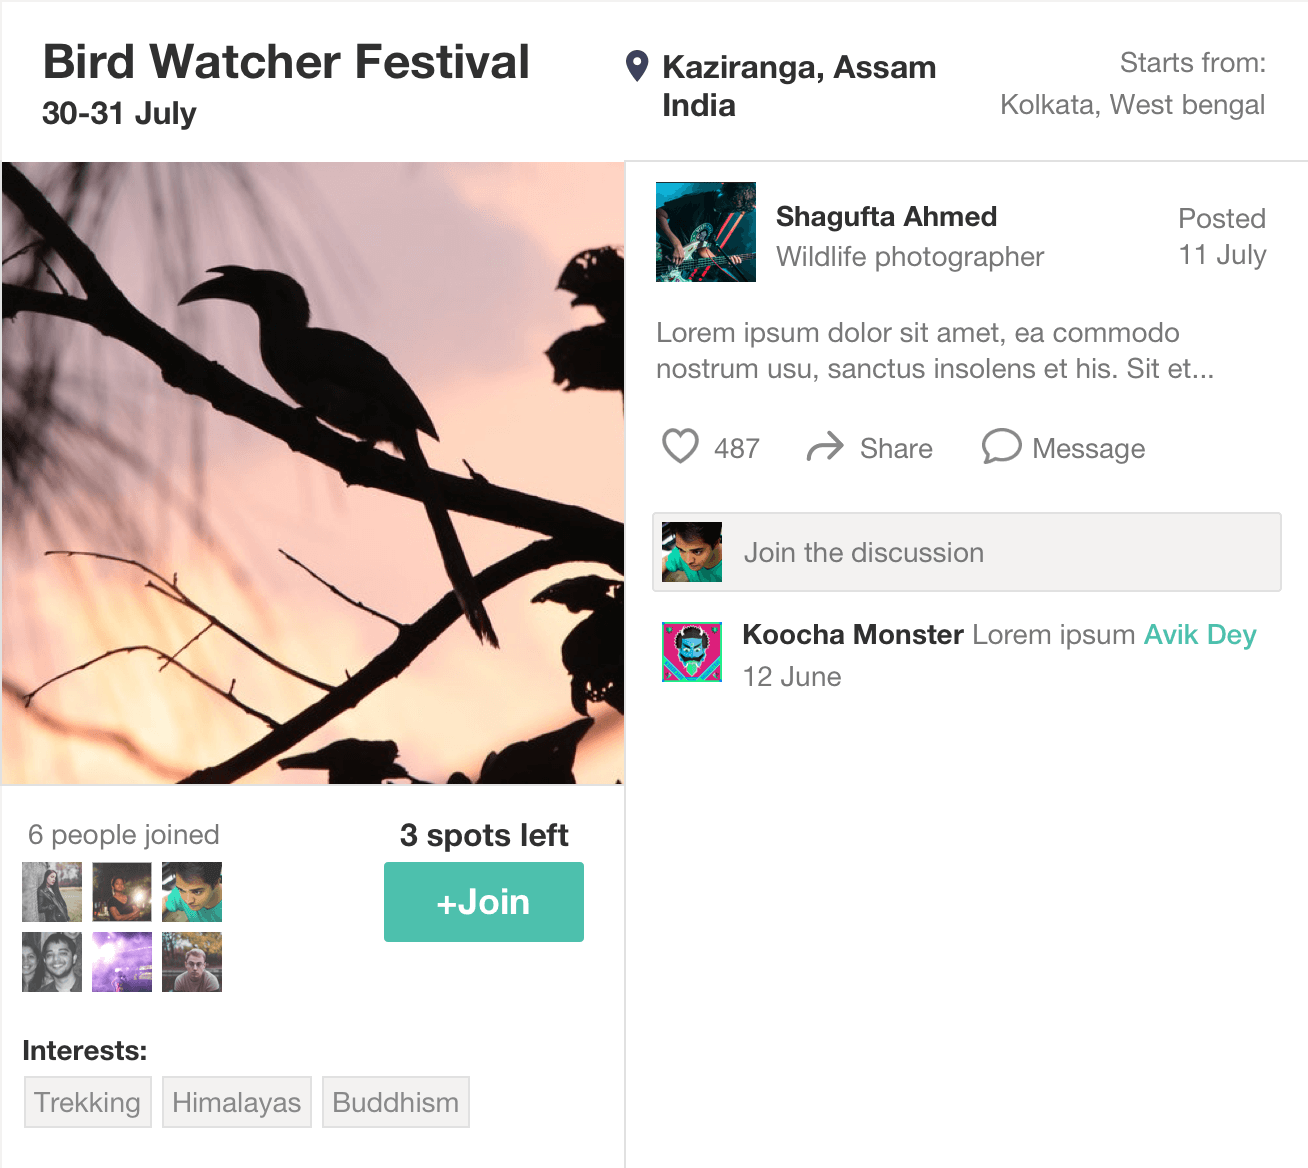 Bird Watcher Festival
30-31 July
Kaziranga, Assam
India
Starts from:
Kolkata, West bengal
Shagufta Ahmed
Wildlife photographer
Posted
11 July
Lorem ipsum dolor sit amet, ea commodo
nostrum usu, sanctus insolens et his. Sit et...
487
Share
Message
Join the discussion
Koocha Monster Lorem ipsum Avik Dey
12 June
6 people joined
3 spots left
+Join
Interests:
Trekking
Himalayas
Buddhism